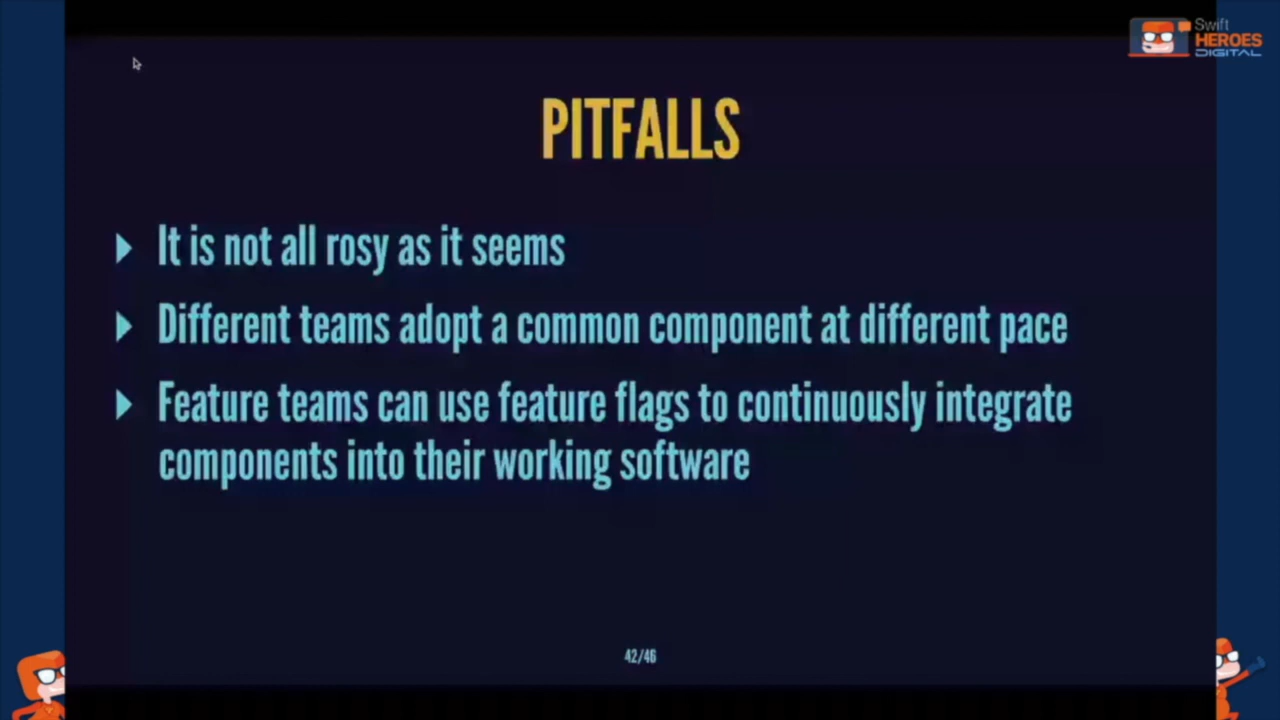 Swift
HEROES
DIGITAL
PITFALLS
It is not all rosy as it seems
Different teams adopt a common component at different pace
Feature teams can use feature flags to continuously integrate
components into their working software
42/46